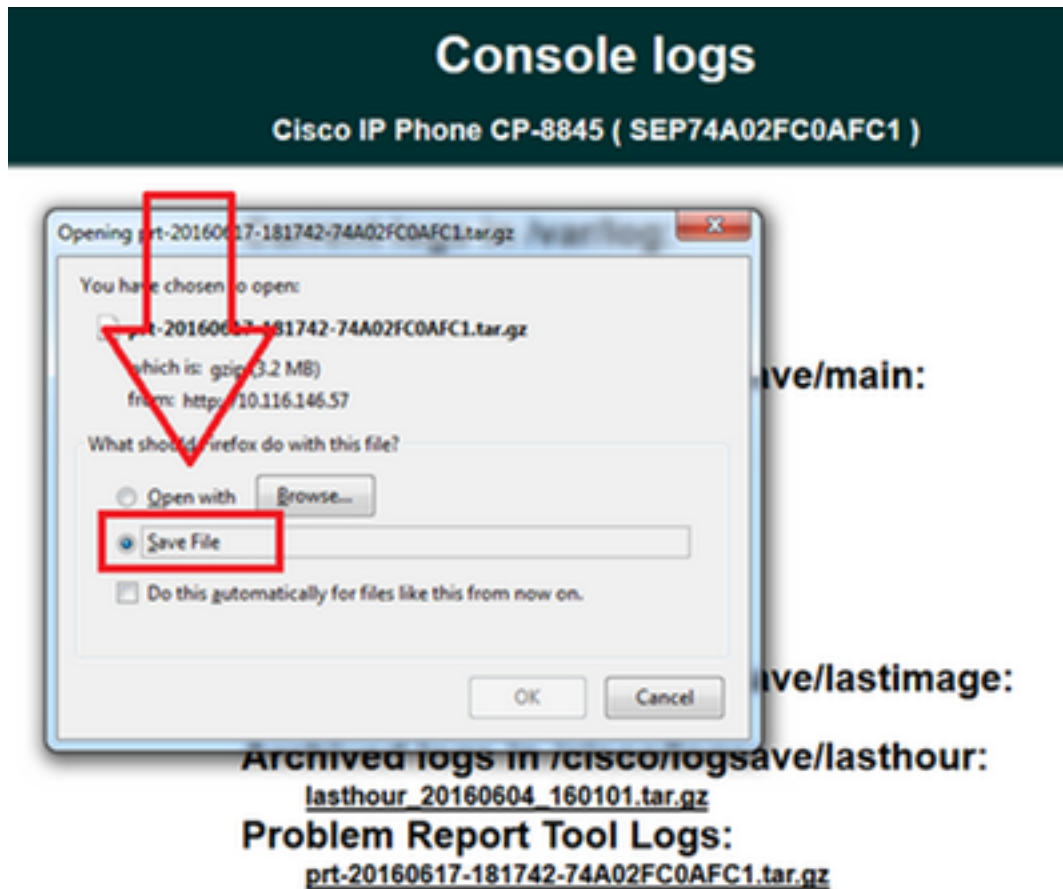 Console logs
Cisco IP Phone CP-8845 ( SEP74A02FC0AFC1 )
Opening prt-20160617-181742-74A02FC0AFC1.tar.gz
/var/log:
You have chosen to open:
prt-20160617-181742-74A02FC0AFC1.tar.gz
which is: gzip (3.2 MB)
from: http://10.116.146.57
ave/main:
What should Firefox do with this file?
Open with
Browse...
Save File
Do this automatically for files like this from now on.
ave/lastimage:
OK
Cancel
Archived logs in /cisco/logsave/lasthour:
lasthour_20160604_160101.tar.gz
Problem Report Tool Logs:
prt-20160617-181742-74A02FC0AFC1.tar.gz